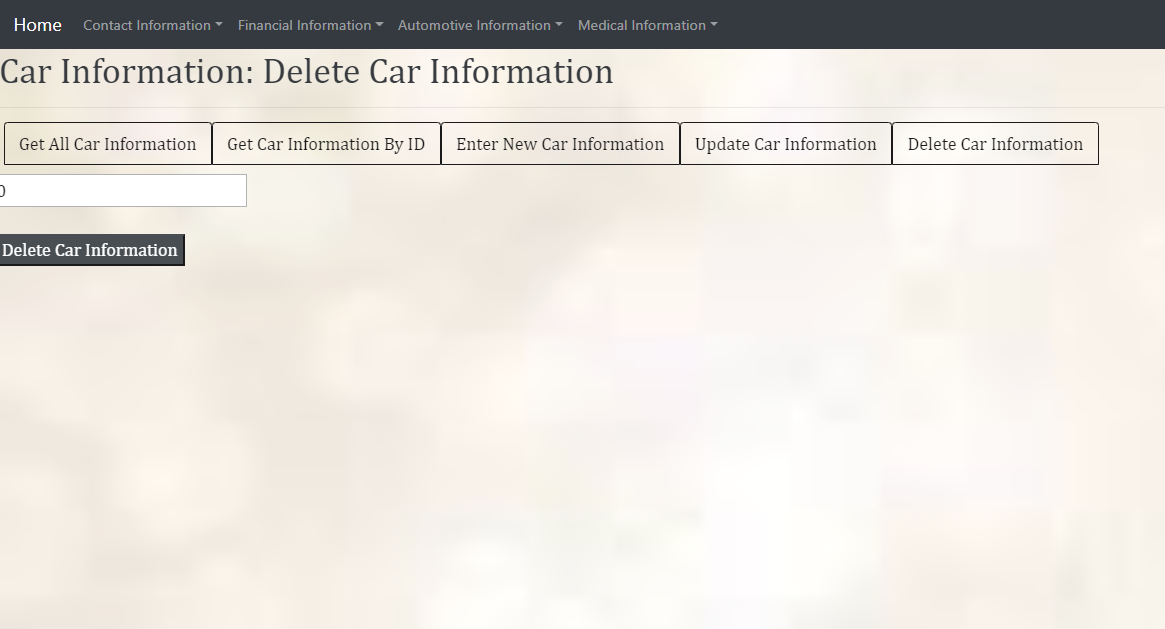 Home Contact Information Financial Information Automotive Information Medical Information
Car Information: Delete Car Information
Get All Car Information Get Car Information By ID Enter New Car Information Update Car Information Delete Car Information
0
Delete Car Information